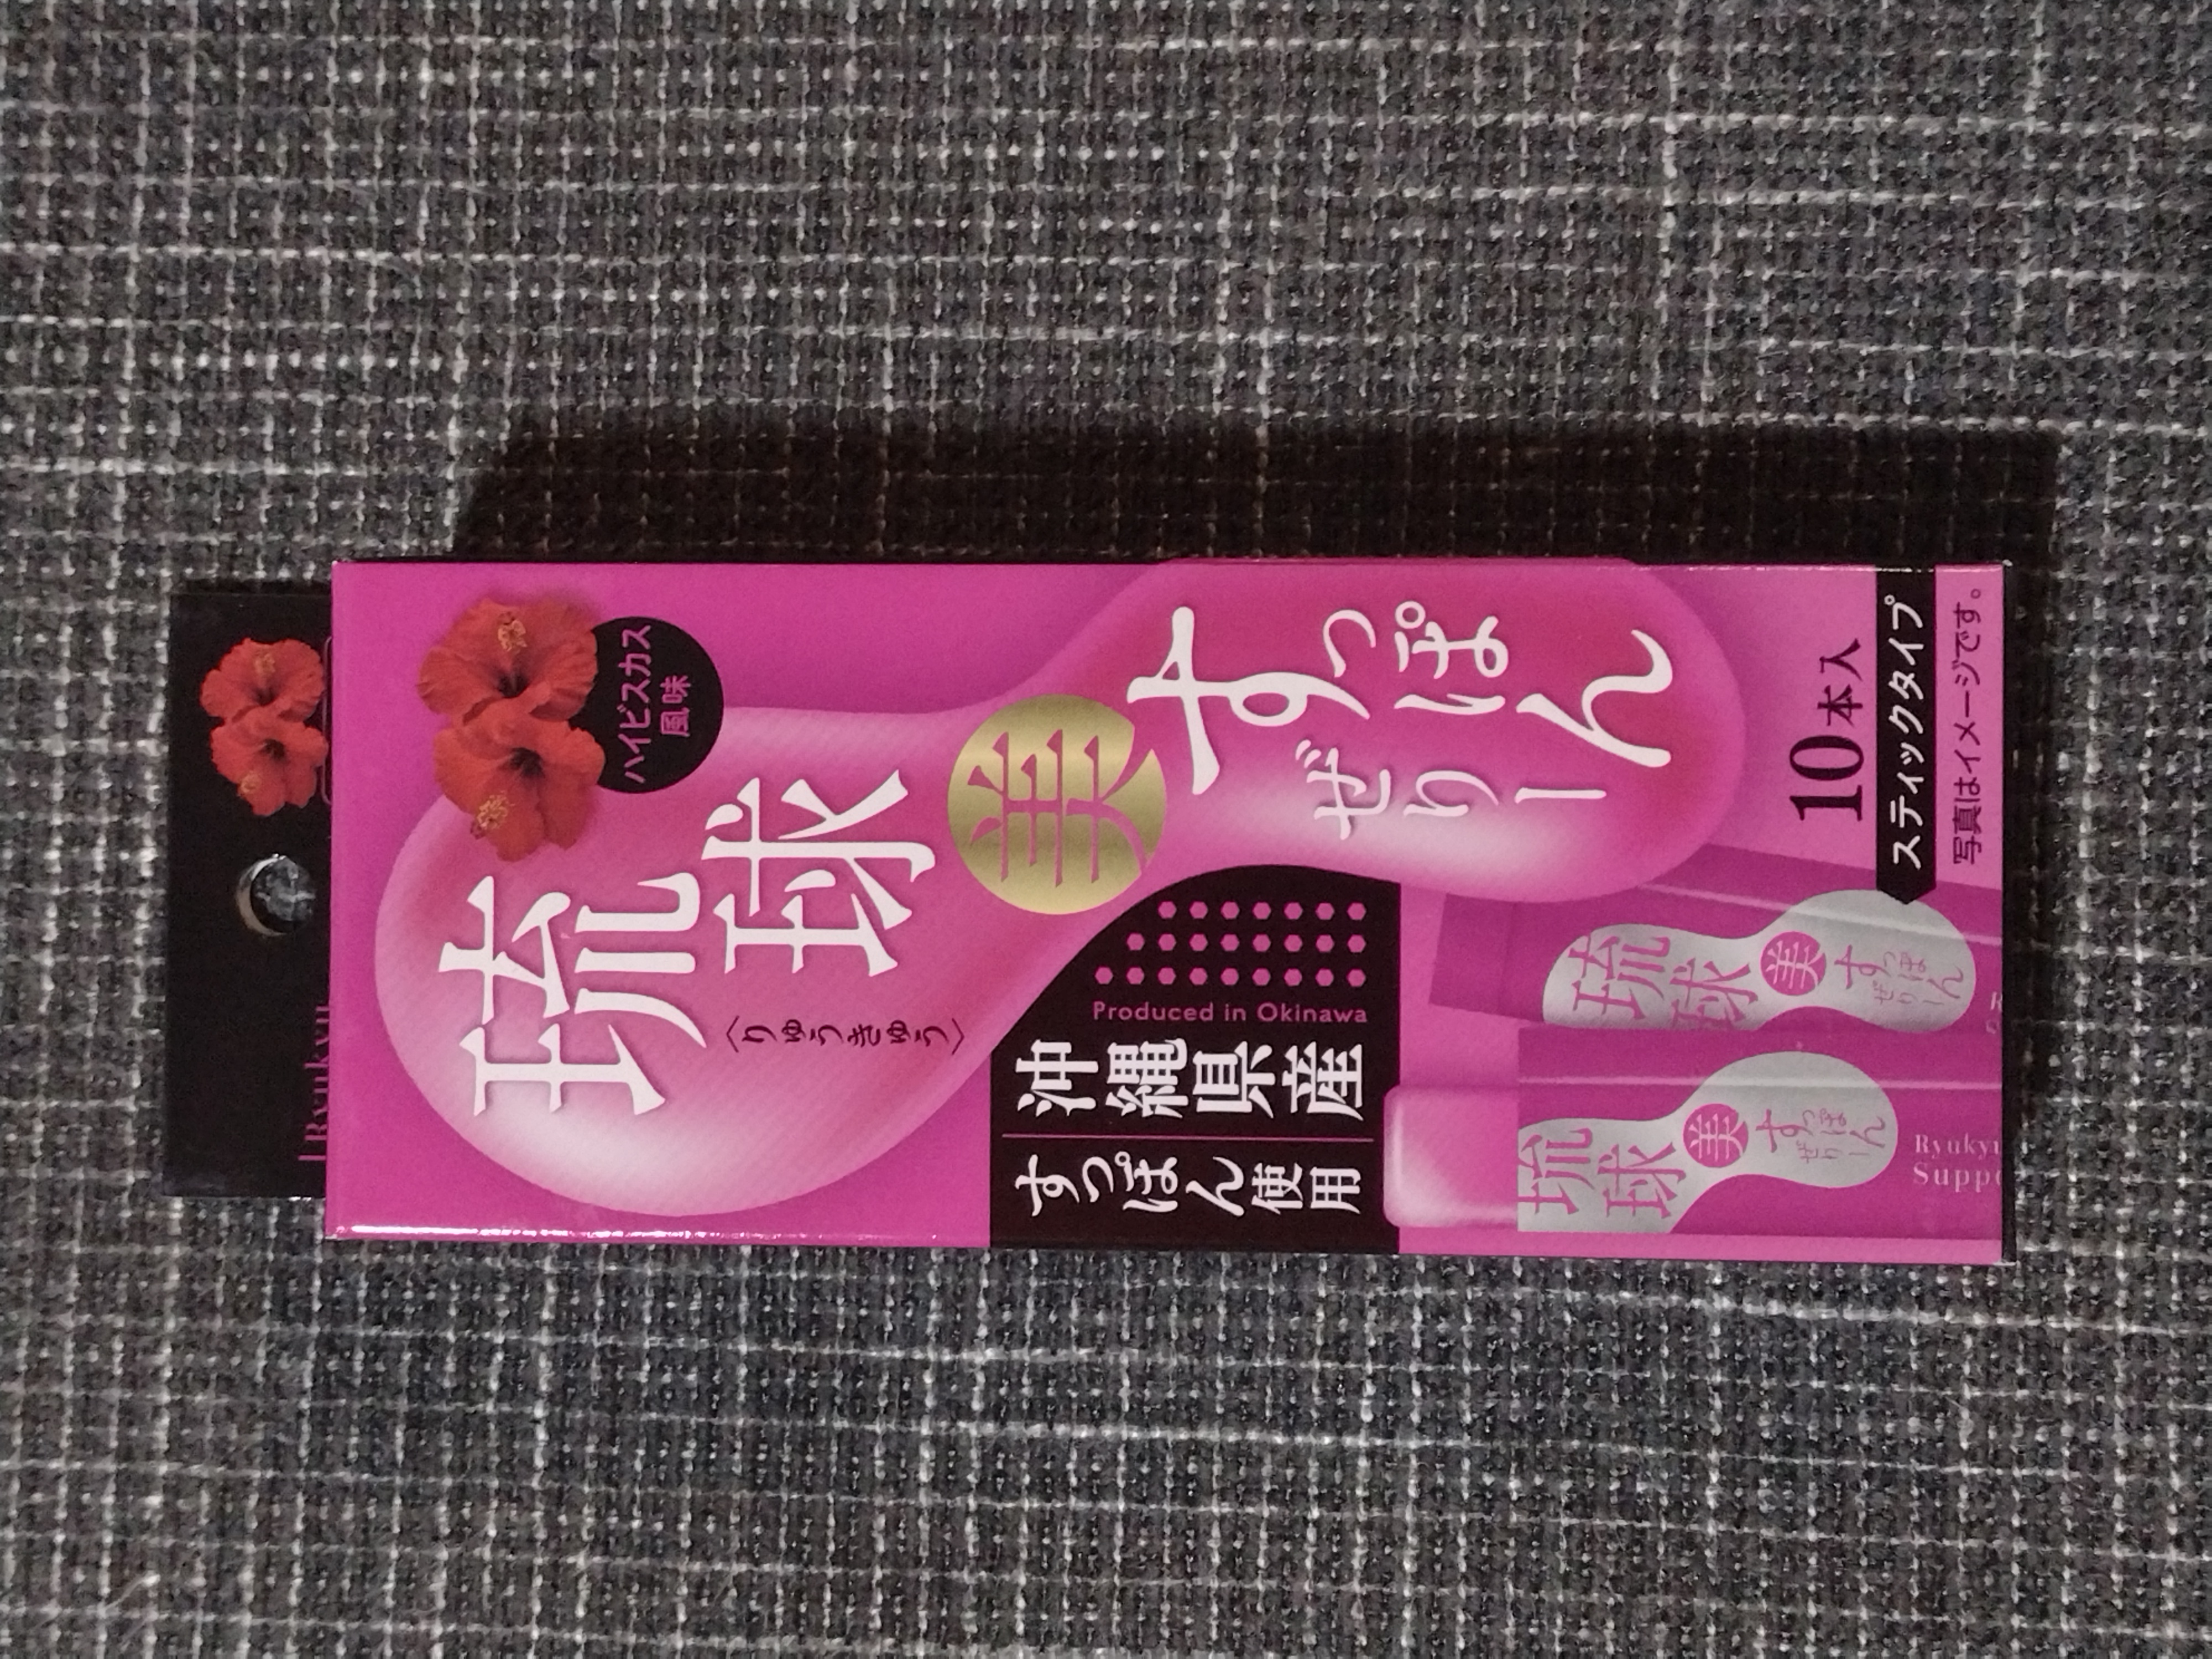 Ryukyu
ハイビスカス
風味
琉球
〈りゅうきゅう〉
美
すっぽん
ぜりー
Produced in Okinawa
沖縄県産
すっぽん使用
10本入
スティックタイプ
写真はイメージです。
琉球
美
すっぽん
ぜりー
琉球
美
すっぽん
ぜりー